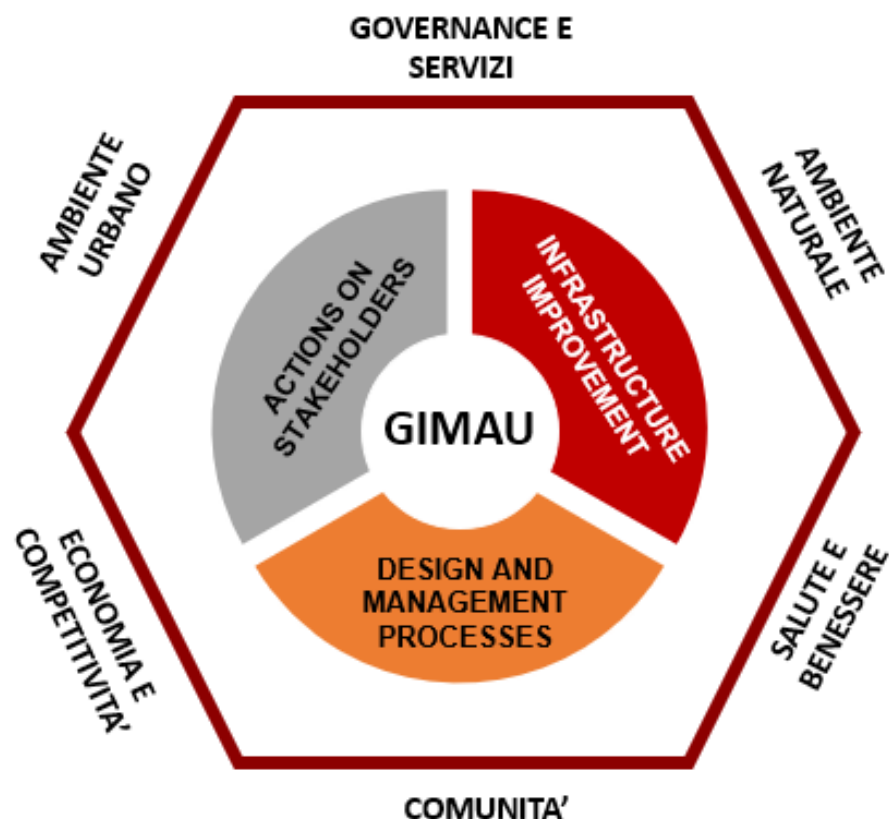 GOVERNANCE E
SERVIZI
AMBIENTE
URBANO
AMBIENTE
NATURALE
ACTIONS ON
STAKEHOLDERS
INFRASTRUCTURE
IMPROVEMENT
GIMAU
DESIGN AND
MANAGEMENT
PROCESSES
ECONOMIA E
COMPETITIVITA’
SALUTE E
BENESSERE
COMUNITA’